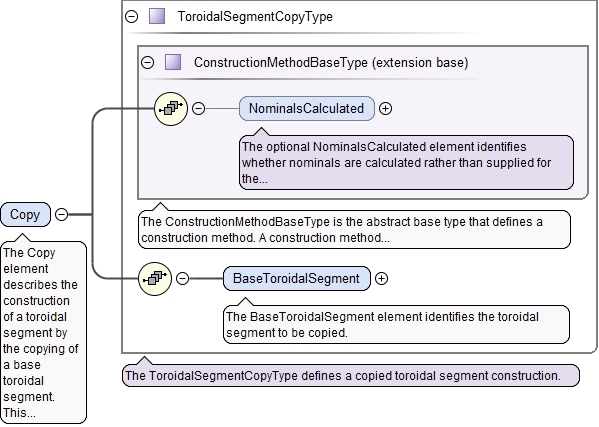 ToroidalSegmentCopyType
ConstructionMethodBaseType (extension base)
NominalsCalculated
The optional NominalsCalculated element identifies
whether nominals are calculated rather than supplied for
the...
Copy
The ConstructionMethodBaseType is the abstract base type that defines a
construction method. A construction method...
The Copy
element
describes the
construction
of a toroidal
segment by
the copying of
a base
toroidal
segment.
This...
BaseToroidalSegment
The BaseToroidalSegment element identifies the toroidal
segment to be copied.
The ToroidalSegmentCopyType defines a copied toroidal segment construction.